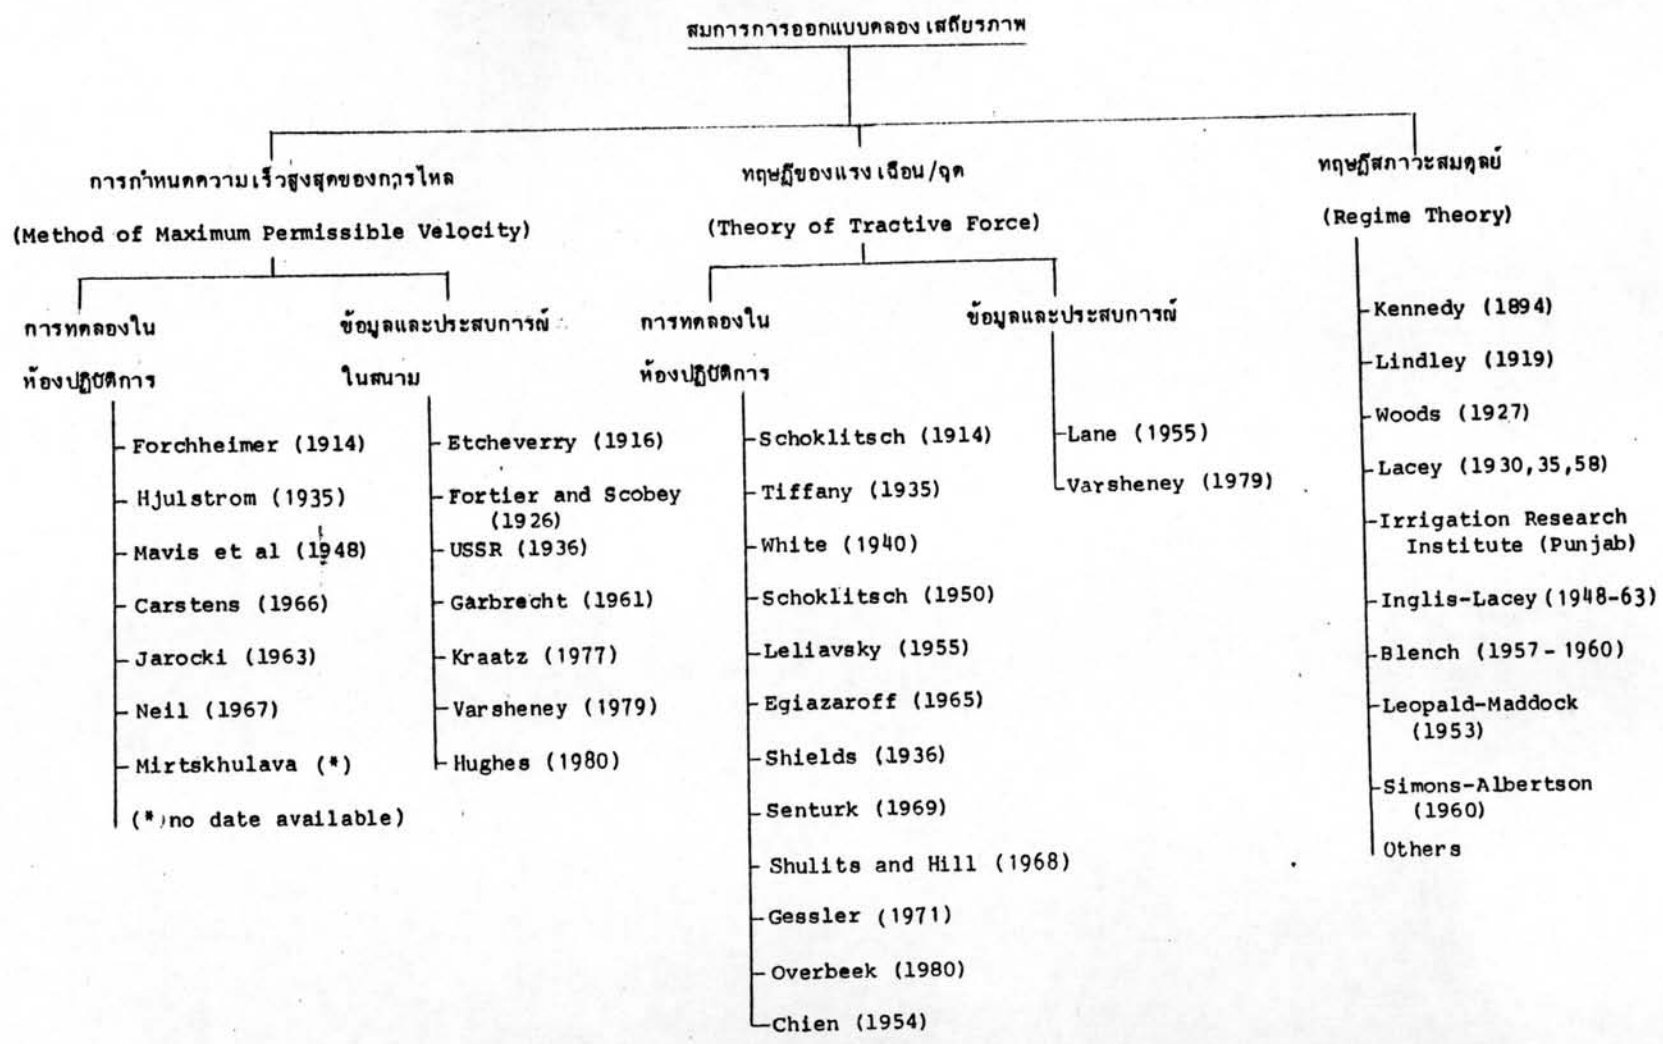 สมการการออกแบบคลองเสถียรภาพ
การกำหนดความเร็วสูงสุดของการไหล
(Method of Maximum Permissible Velocity)
การทดลองใน
ห้องปฏิบัติการ
Forchheimer (1914)
Hjulstrom (1935)
Mavis et al (1948)
Carstens (1966)
Jarocki (1963)
Neil (1967)
Mirtskhulava (*)
(*)no date available)
ข้อมูลและประสบการณ์
ในสนาม
Etcheverry (1916)
Fortier and Scobey
(1926)
USSR (1936)
Garbrecht (1961)
Kraatz (1977)
Varsheney (1979)
Hughes (1980)
ทฤษฎีของแรงเฉือน/ฉุด
(Theory of Tractive Force)
การทดลองใน
ห้องปฏิบัติการ
Schoklitsch (1914)
Tiffany (1935)
White (1940)
Schoklitsch (1950)
Leliavsky (1955)
Egiazaroff (1965)
Shields (1936)
Senturk (1969)
Shulits and Hill (1968)
Gessler (1971)
Overbeek (1980)
Chien (1954)
ข้อมูลและประสบการณ์
Lane (1955)
Varsheney (1979)
ทฤษฎีสภาวะสมดุลย์
(Regime Theory)
Kennedy (1894)
Lindley (1919)
Woods (1927)
Lacey (1930,35,58)
Irrigation Research
Institute (Punjab)
Inglis-Lacey (1948-63)
Blench (1957-1960)
Leopald-Maddock
(1953)
Simons-Albertson
(1960)
Others